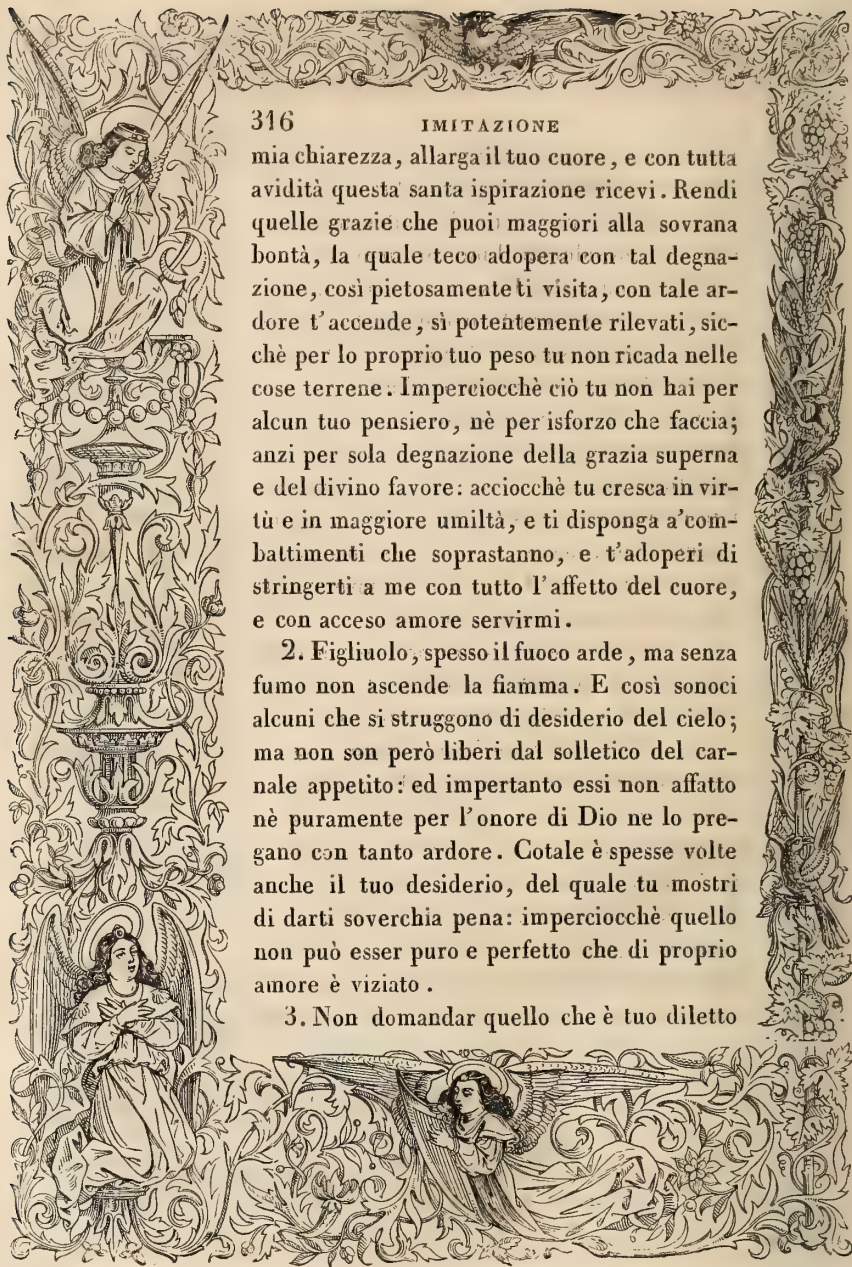 316 IMITAZIONE
mia chiarezza, allarga il tuo cuore, e con tutta
avidità questa santa ispirazione ricevi. Rendi
quelle grazie che puoi maggiori alla sovrana
bontà, la quale teco adopera con tal degna-
zione, così pietosamente ti visita, con tale ar-
dore t'accende, sì potentemente rilevati, sic-
chè per lo proprio tuo peso tu non ricada nelle
cose terrene. Imperciocchè ciò tu non hai per
alcun tuo pensiero, nè per isforzo che faccia;
anzi per sola degnazione della grazia superna
e del divino favore: acciocchè tu cresca in vir-
tù e in maggiore umiltà, e ti disponga a'com-
battimenti che soprastanno, e t'adoperi di
stringerti a me con tutto l'affetto del cuore,
e con acceso amore servirmi.
2. Figliuolo, spesso il fuoco arde, ma senza
fumo non ascende la fiamma. E così sonoci
alcuni che si struggono di desiderio del cielo;
ma non son però liberi dal solletico del car-
nale appetito: ed impertanto essi non affatto
nè puramente per l'onore di Dio ne lo pre-
gano con tanto ardore. Cotale è spesse volte
anche il tuo desiderio, del quale tu mostri
di darti soverchia pena: imperciocchè quello
non può esser puro e perfetto che di proprio
amore è viziato.
3. Non domandar quello che è tuo diletto